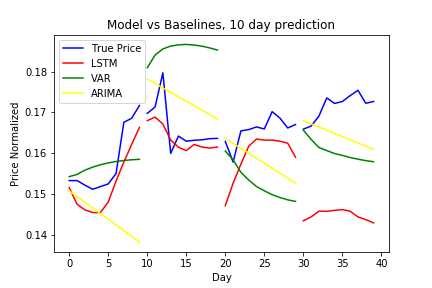 Model vs Baselines, 10 day prediction
True Price
LSTM
VAR
ARIMA
Price Normalized
0.18
0.17
0.16
0.15
0.14
0 5 10 15 20 25 30 35 40
Day